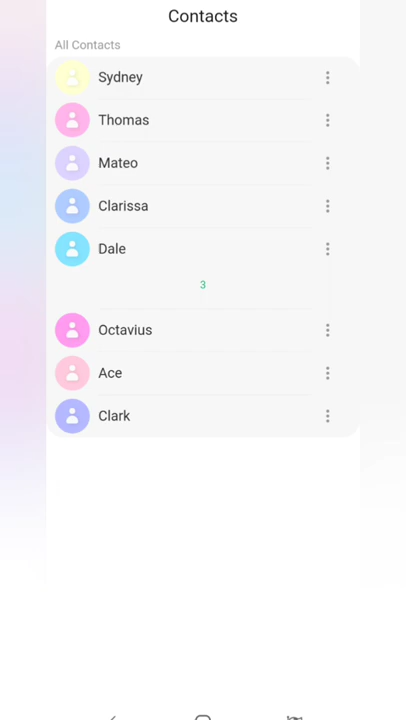 Contacts
All Contacts
Sydney
Thomas
Mateo
Clarissa
Dale
3
Octavius
Ace
Clark